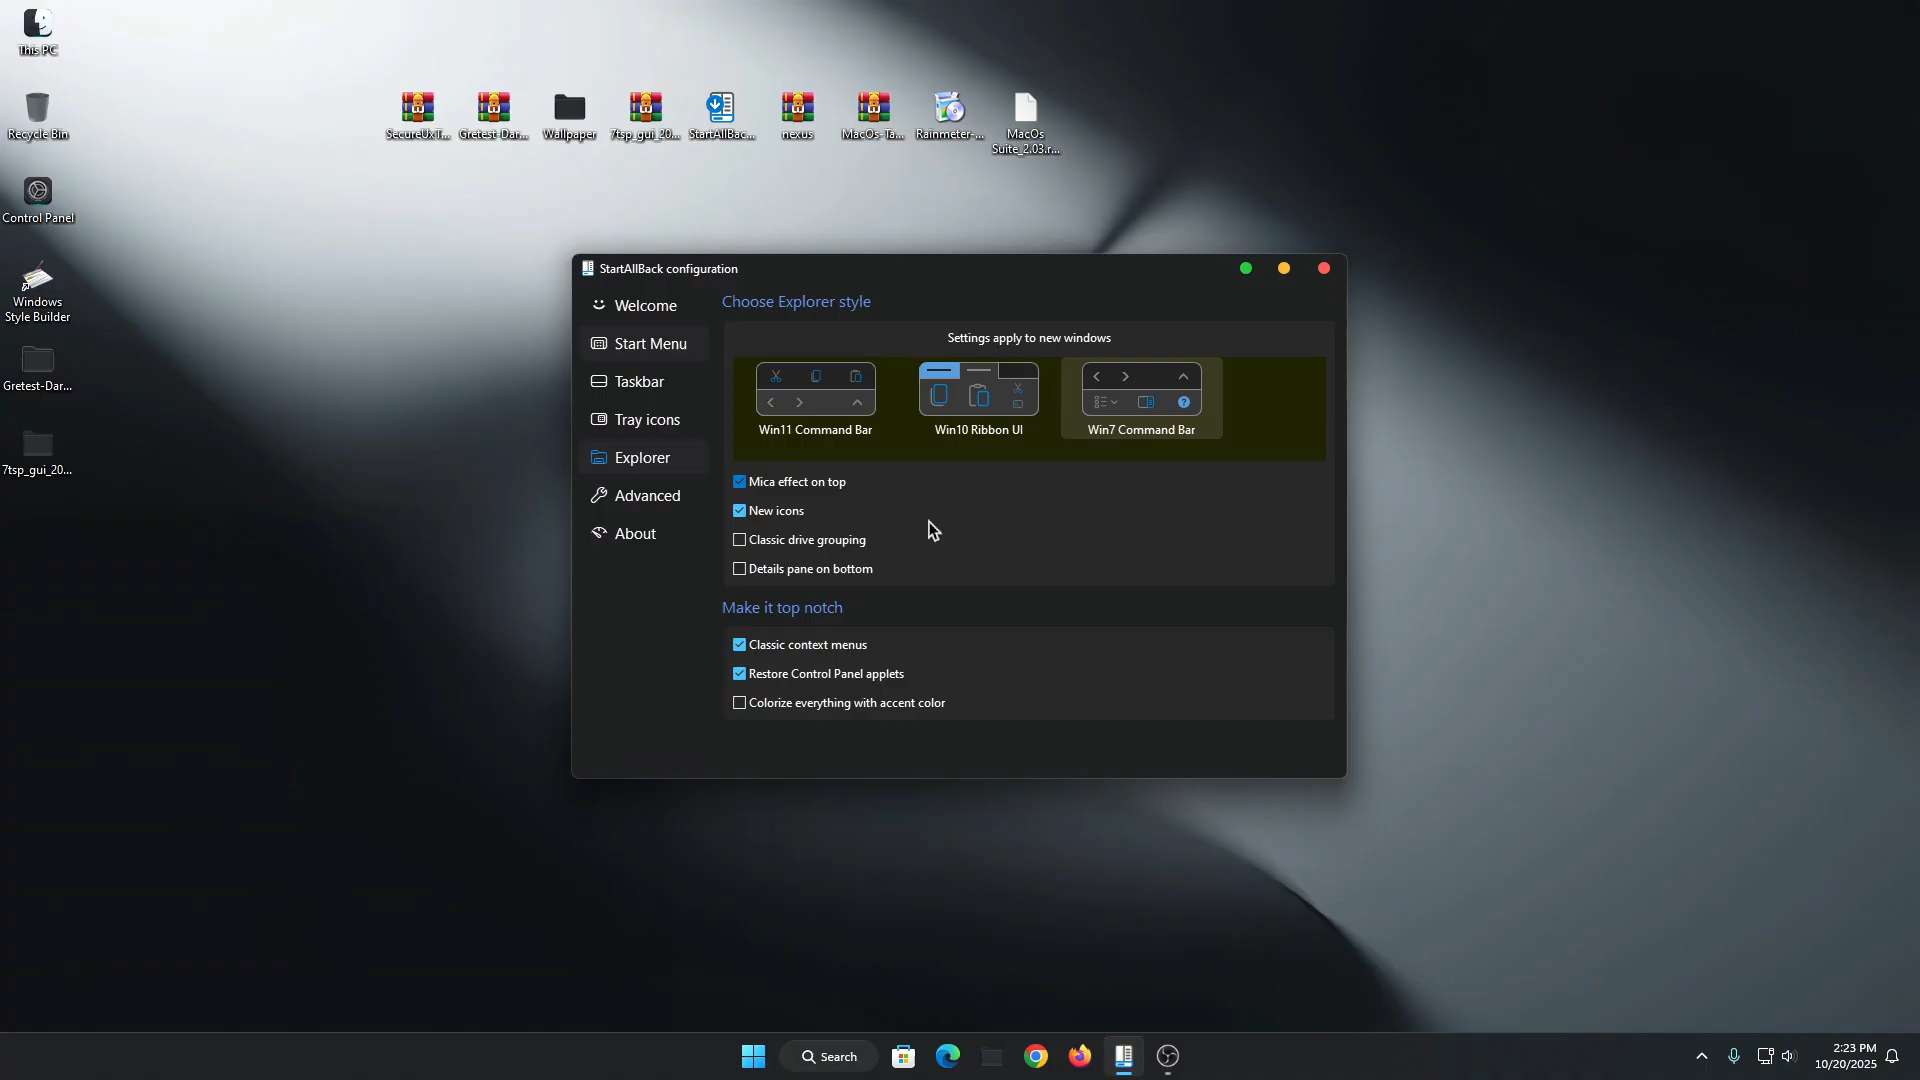 This PC
Recycle Bin
Control Panel
Windows
Style Builder
Gretest-Dar...
7tsp_gui_20...
SecureUxT...
Gretest-Dar...
Wallpaper
7tsp_gui_20...
StartAllBac...
nexus
MacOs-Ta...
Rainmeter-...
MacOs
Suite_2.03.r...
StartAllBack configuration
Welcome
Start Menu
Taskbar
Tray icons
Explorer
Advanced
About
Choose Explorer style
Settings apply to new windows
Win11 Command Bar
Win10 Ribbon UI
Win7 Command Bar
Mica effect on top
New icons
Classic drive grouping
Details pane on bottom
Make it top notch
Classic context menus
Restore Control Panel applets
Colorize everything with accent color
Search
2:23 PM
10/20/2025